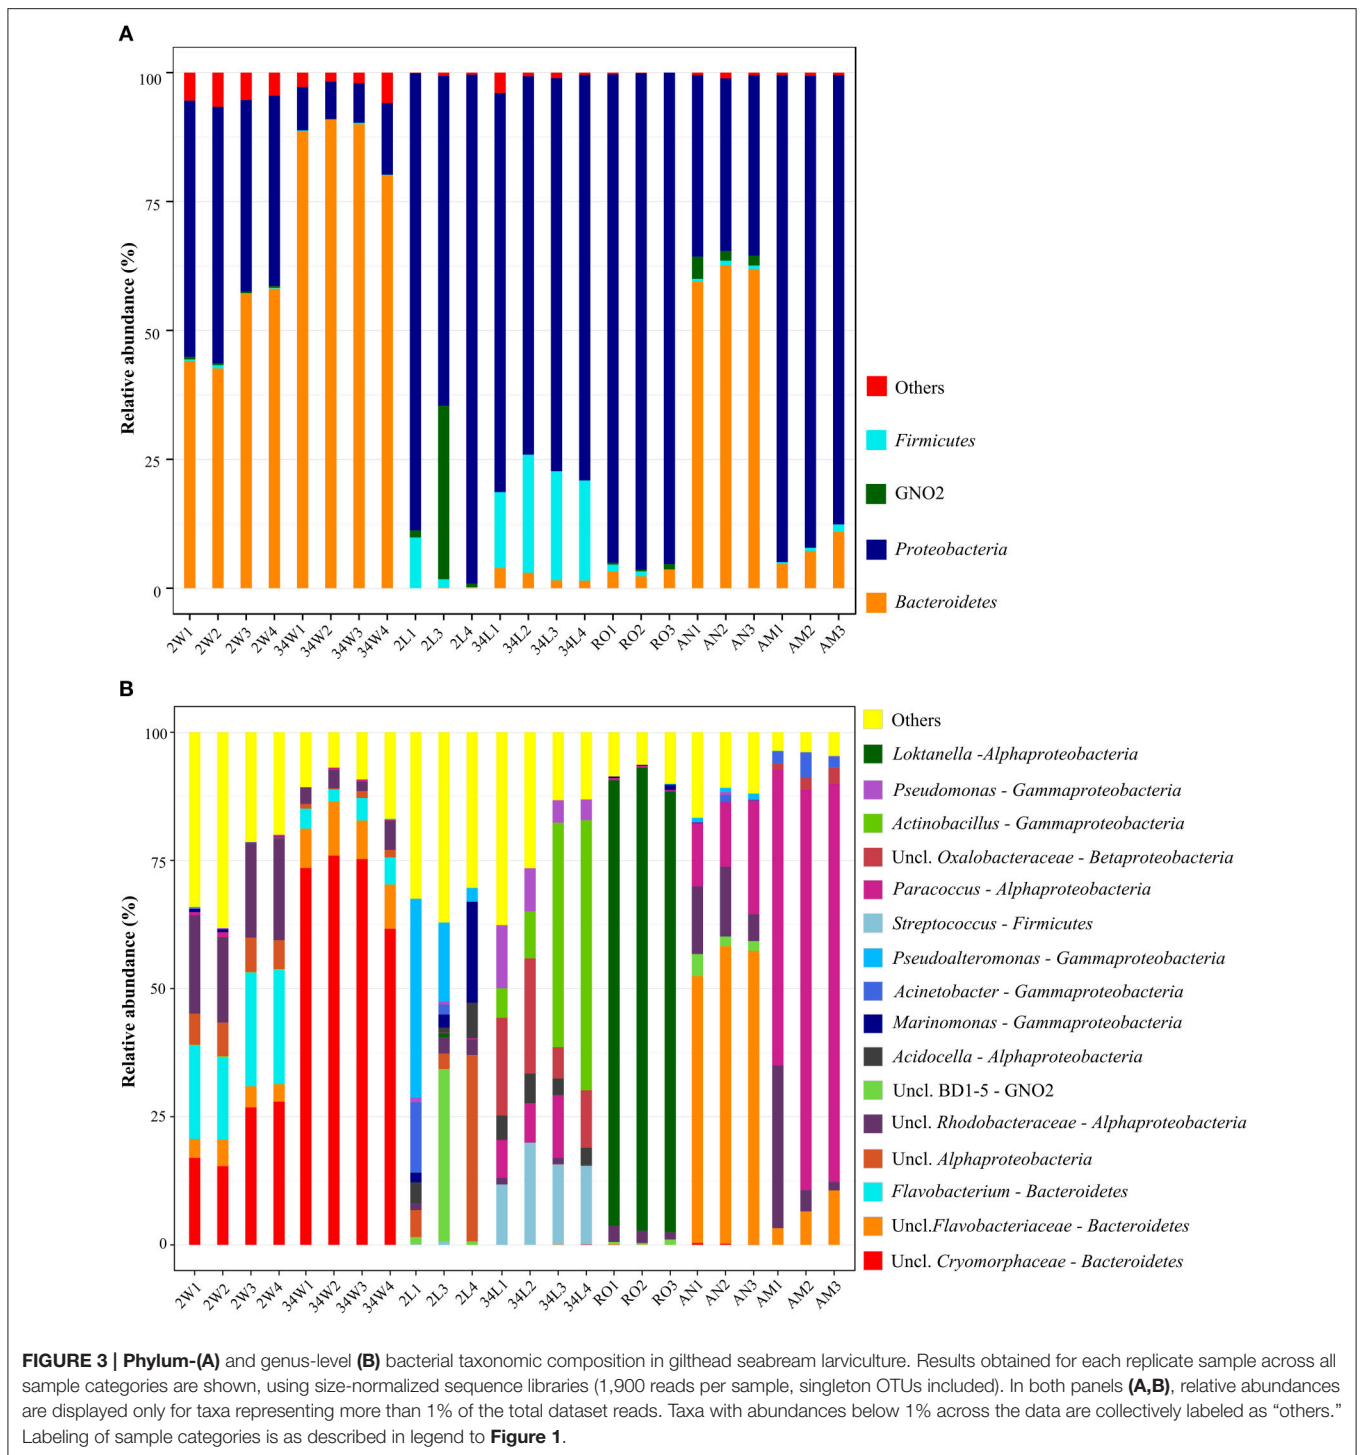 A
100
75
50
25
0
Relative abundance (%)
2W1 2W2 2W3 2W4 34W1 34W2 34W3 34W4 2L1 2L3 2L4 34L1 34L2 34L3 34L4 RO1 RO2 RO3 AN1 AN2 AN3 AM1 AM2 AM3
Others
Firmicutes
GNO2
Proteobacteria
Bacteroidetes
B
100
75
50
25
0
Relative abundance (%)
2W1 2W2 2W3 2W4 34W1 34W2 34W3 34W4 2L1 2L3 2L4 34L1 34L2 34L3 34L4 RO1 RO2 RO3 AN1 AN2 AN3 AM1 AM2 AM3
Others
Loktanella -Alphaproteobacteria
Pseudomonas - Gammaproteobacteria
Actinobacillus - Gammaproteobacteria
Uncl. Oxalobacteraceae - Betaproteobacteria
Paracoccus - Alphaproteobacteria
Streptococcus - Firmicutes
Pseudoalteromonas - Gammaproteobacteria
Acinetobacter - Gammaproteobacteria
Marinomonas - Gammaproteobacteria
Acidocella - Alphaproteobacteria
Uncl. BD1-5 - GNO2
Uncl. Rhodobacteraceae - Alphaproteobacteria
Uncl. Alphaproteobacteria
Flavobacterium - Bacteroidetes
Uncl.Flavobacteriaceae - Bacteroidetes
Uncl. Cryomorphaceae - Bacteroidetes
FIGURE 3 | Phylum-(A) and genus-level (B) bacterial taxonomic composition in gilthead seabream larviculture. Results obtained for each replicate sample across all
sample categories are shown, using size-normalized sequence libraries (1,900 reads per sample, singleton OTUs included). In both panels (A,B), relative abundances
are displayed only for taxa representing more than 1% of the total dataset reads. Taxa with abundances below 1% across the data are collectively labeled as “others.”
Labeling of sample categories is as described in legend to Figure 1.